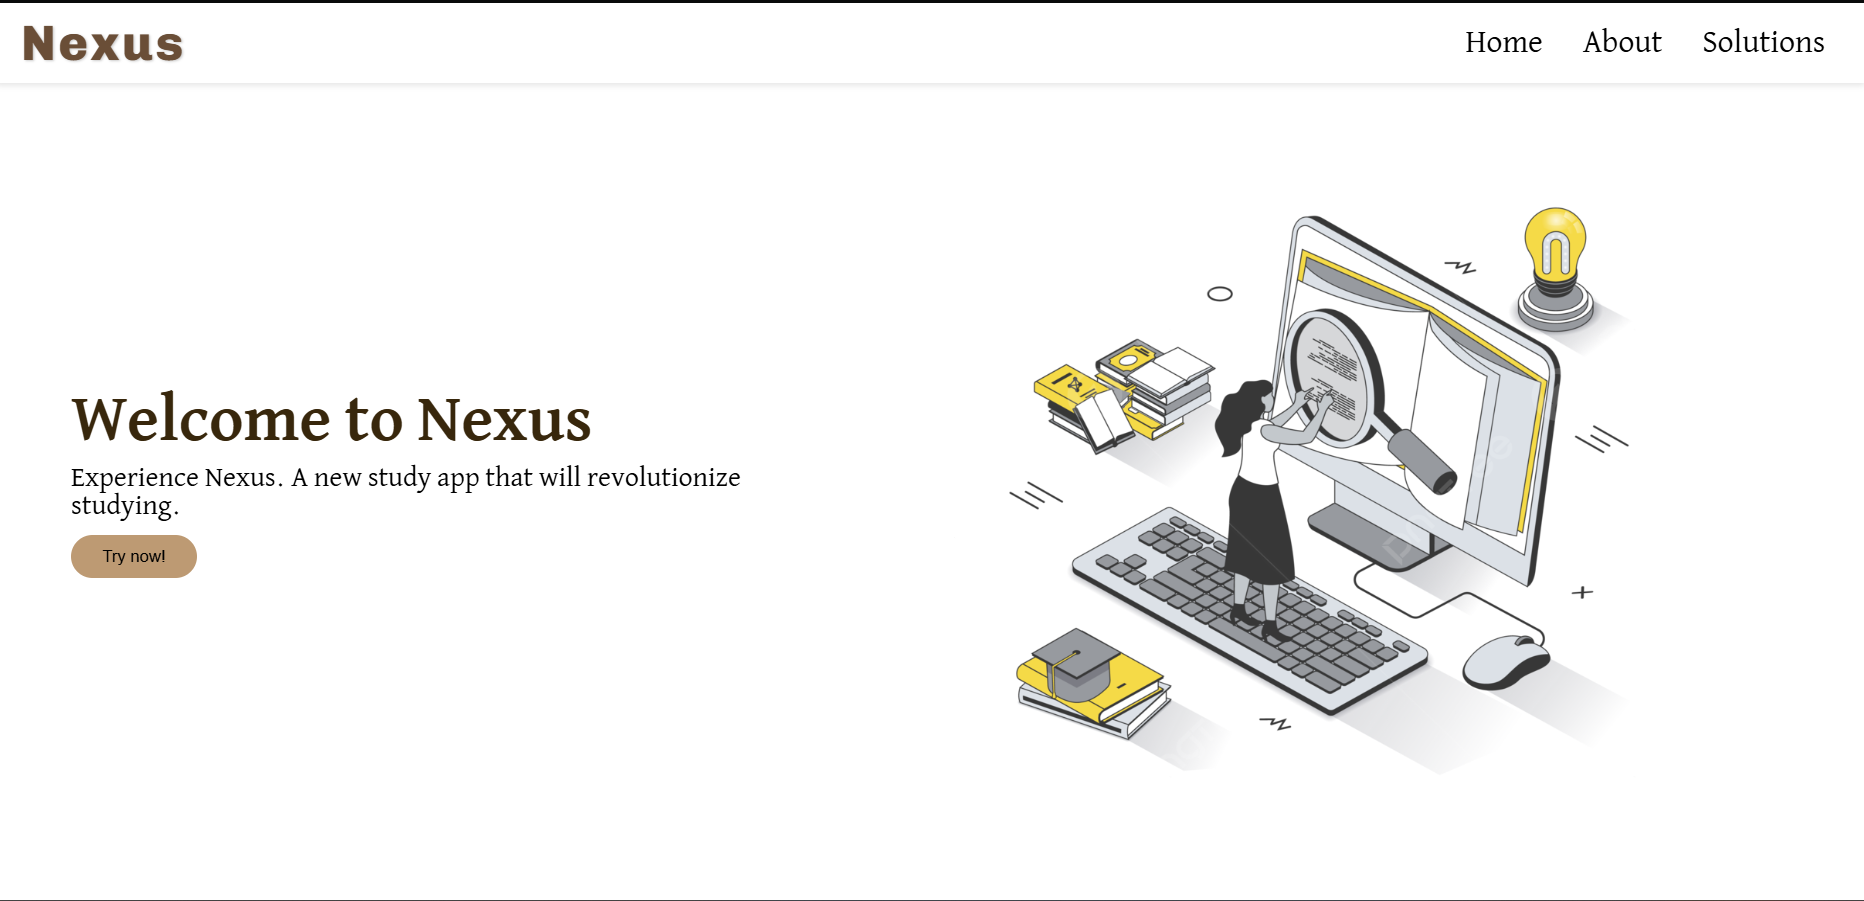 Nexus
Home About Solutions
Welcome to Nexus
Experience Nexus. A new study app that will revolutionize
studying.
Try now!